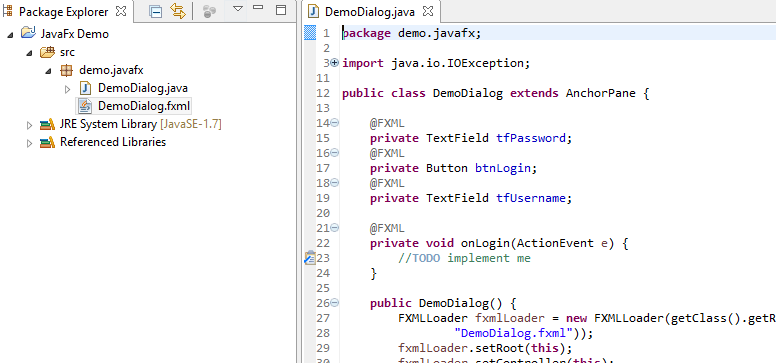 Package Explorer
JavaFx Demo
src
demo.javafx
DemoDialog.java
DemoDialog.fxml
JRE System Library [JavaSE-1.7]
Referenced Libraries
DemoDialog.java
1 package demo.javafx;
2
3 import java.io.IOException;
11
12 public class DemoDialog extends AnchorPane {
13
14 @FXML
15 private TextField tfPassword;
16 @FXML
17 private Button btnLogin;
18 @FXML
19 private TextField tfUsername;
20
21 @FXML
22 private void onLogin(ActionEvent e) {
23 //TODO implement me
24 }
25
26 public DemoDialog() {
27 FXMLLoader fxmlLoader = new FXMLLoader(getClass().getR
28 "DemoDialog.fxml"));
29 fxmlLoader.setRoot(this);
30 fxmlLoader.setController(this);